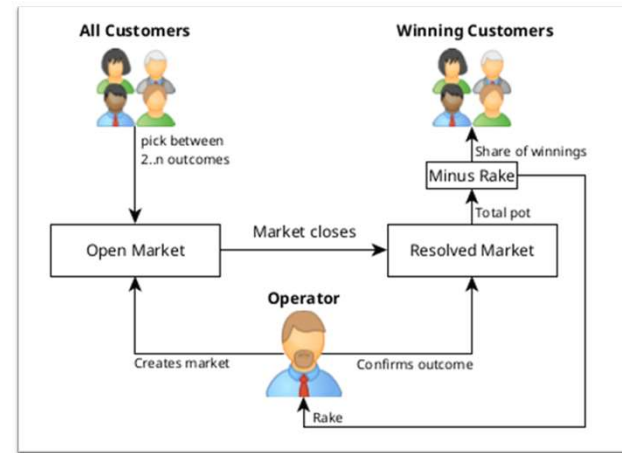 All Customers
Winning Customers
pick between
2..n outcomes
Share of winnings
Minus Rake
Total pot
Open Market
Market closes
Resolved Market
Operator
Creates market
Confirms outcome
Rake